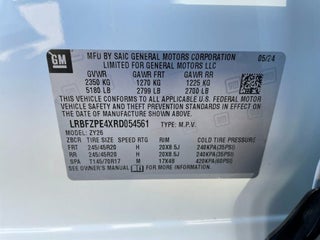 GM
MFD BY SAIC GENERAL MOTORS CORPORATION 05/24
LIMITED FOR GENERAL MOTORS LLC
GVWR GAWR FRT GAWR RR
2350 KG 1270 KG 1225 KG
5180 LB 2799 LB 2700 LB
THIS VEHICLE CONFORMS TO ALL APPLICABLE
U.S. FEDERAL MOTOR VEHICLE SAFETY, BUMPER,
AND THEFT PREVENTION STANDARDS IN EFFECT
ON THE DATE OF MANUFACTURE SHOWN ABOVE.
LRBFZPE4XRD054561 TYPE: M.P.V.
MODEL: ZY26
ZBCR TIRE SIZE SPEED RTG RIM COLD TIRE PRESSURE
FRT 245/45R20 H 20X8.5J 240KPA(35PSI)
RR 245/45R20 H 20X8.5J 240KPA(35PSI)
SPA T145/70R17 M 17X4B 420KPA(60PSI)
SEE OWNER'S MANUAL FOR ADDITIONAL INFORMATION